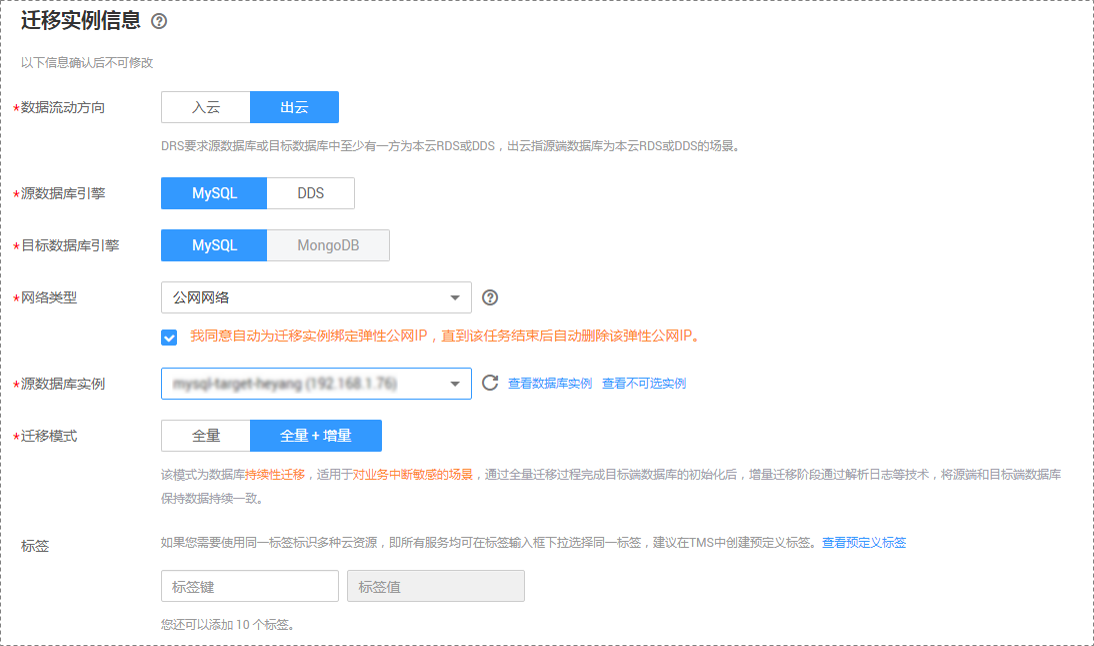 迁移实例信息 ?
以下信息确认后不可修改
*数据流动方向 入云 出云
DRS要求源数据库或目标数据库中至少有一方为本云RDS或DDS，出云指源端数据库为本云RDS或DDS的场景。
*源数据库引擎 MySQL DDS
*目标数据库引擎 MySQL MongoDB
*网络类型 公网网络 ?
我同意自动为迁移实例绑定弹性公网IP，直到该任务结束后自动删除该弹性公网IP。
*源数据库实例 mysql-target-heyang (192.168.1.76) 查看数据库实例 查看不可选实例
*迁移模式 全量 全量+增量
该模式为数据库持续性迁移，适用于对业务中断敏感的场景，通过全量迁移过程完成目标端数据库的初始化后，增量迁移阶段通过解析日志等技术，将源端和目标端数据库
保持数据持续一致。
标签 如果您需要使用同一标签标识多种云资源，即所有服务均可在标签输入框下拉选择同一标签，建议在TMS中创建预定义标签。查看预定义标签
标签键 标签值
您还可以添加 10 个标签。